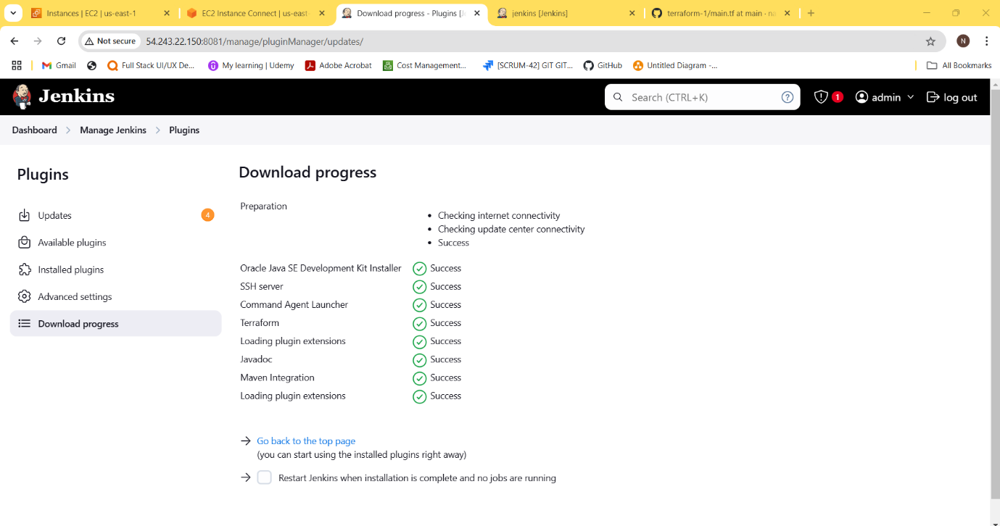 Instances | EC2 | us-east-1
EC2 Instance Connect | us-east-
Download progress - Plugins [J
jenkins [Jenkins]
terraform-1/main.tf at main · na
Not secure
54.243.22.150:8081/manage/pluginManager/updates/
N
Gmail
Full Stack UI/UX De...
My learning | Udemy
Adobe Acrobat
Cost Management...
[SCRUM-42] GIT GIT...
GitHub
Untitled Diagram -...
All Bookmarks
Jenkins
Search (CTRL+K)
?
1
admin
log out
Dashboard
Manage Jenkins
Plugins
Plugins
Updates
4
Available plugins
Installed plugins
Advanced settings
Download progress
Download progress
Preparation
Checking internet connectivity
Checking update center connectivity
Success
Oracle Java SE Development Kit Installer Success
SSH server Success
Command Agent Launcher Success
Terraform Success
Loading plugin extensions Success
Javadoc Success
Maven Integration Success
Loading plugin extensions Success
Go back to the top page
(you can start using the installed plugins right away)
Restart Jenkins when installation is complete and no jobs are running